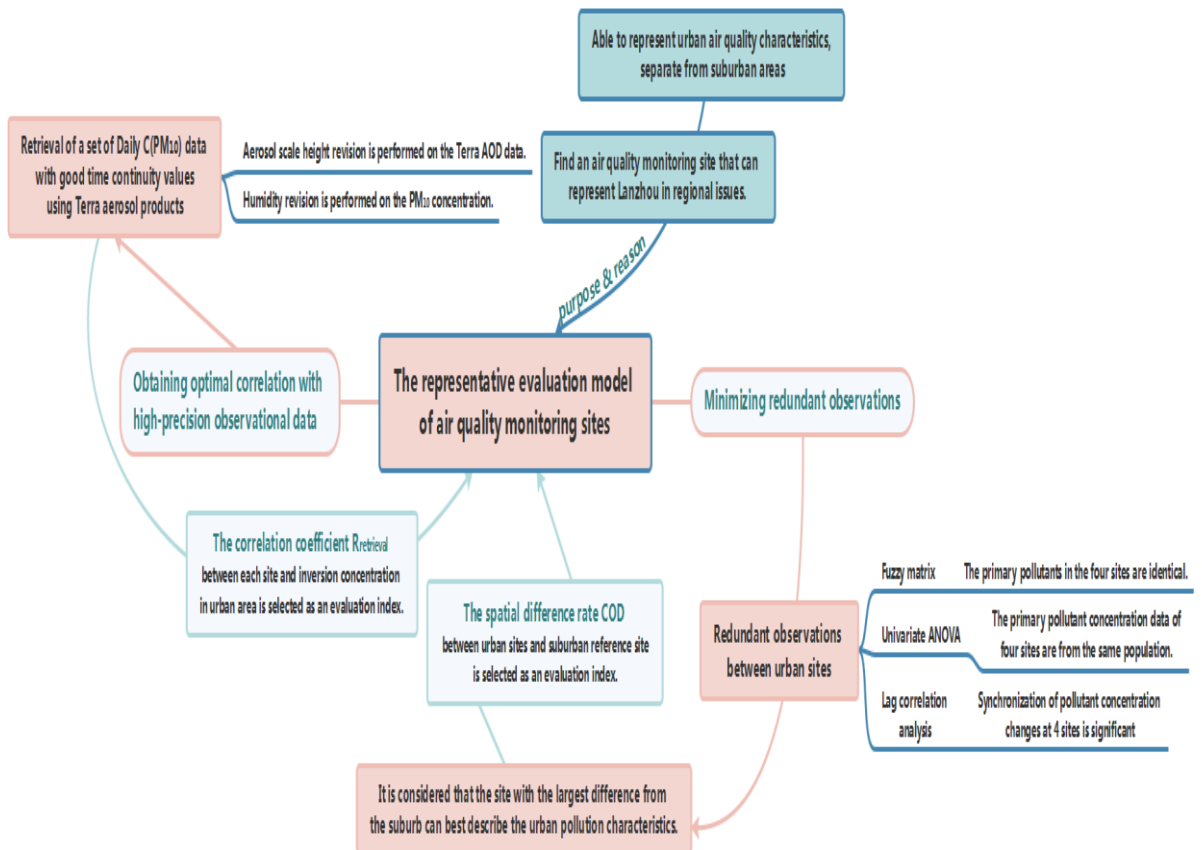 Able to represent urban air quality characteristics,
separate from suburban areas
Find an air quality monitoring site that can
represent Lanzhou in regional issues.
purpose & reason
Retrieval of a set of Daily C(PM10) data
with good time continuity values
using Terra aerosol products
Aerosol scale height revision is performed on the Terra AOD data.
Humidity revision is performed on the PM10 concentration.
Obtaining optimal correlation with
high-precision observational data
The representative evaluation model
of air quality monitoring sites
Minimizing redundant observations
The correlation coefficient Rretrieval
between each site and inversion concentration
in urban area is selected as an evaluation index.
The spatial difference rate COD
between urban sites and suburban reference site
is selected as an evaluation index.
Redundant observations
between urban sites
Fuzzy matrix The primary pollutants in the four sites are identical.
Univariate ANOVA
The primary pollutant concentration data of
four sites are from the same population.
Lag correlation
analysis
Synchronization of pollutant concentration
changes at 4 sites is significant
It is considered that the site with the largest difference from
the suburb can best describe the urban pollution characteristics.